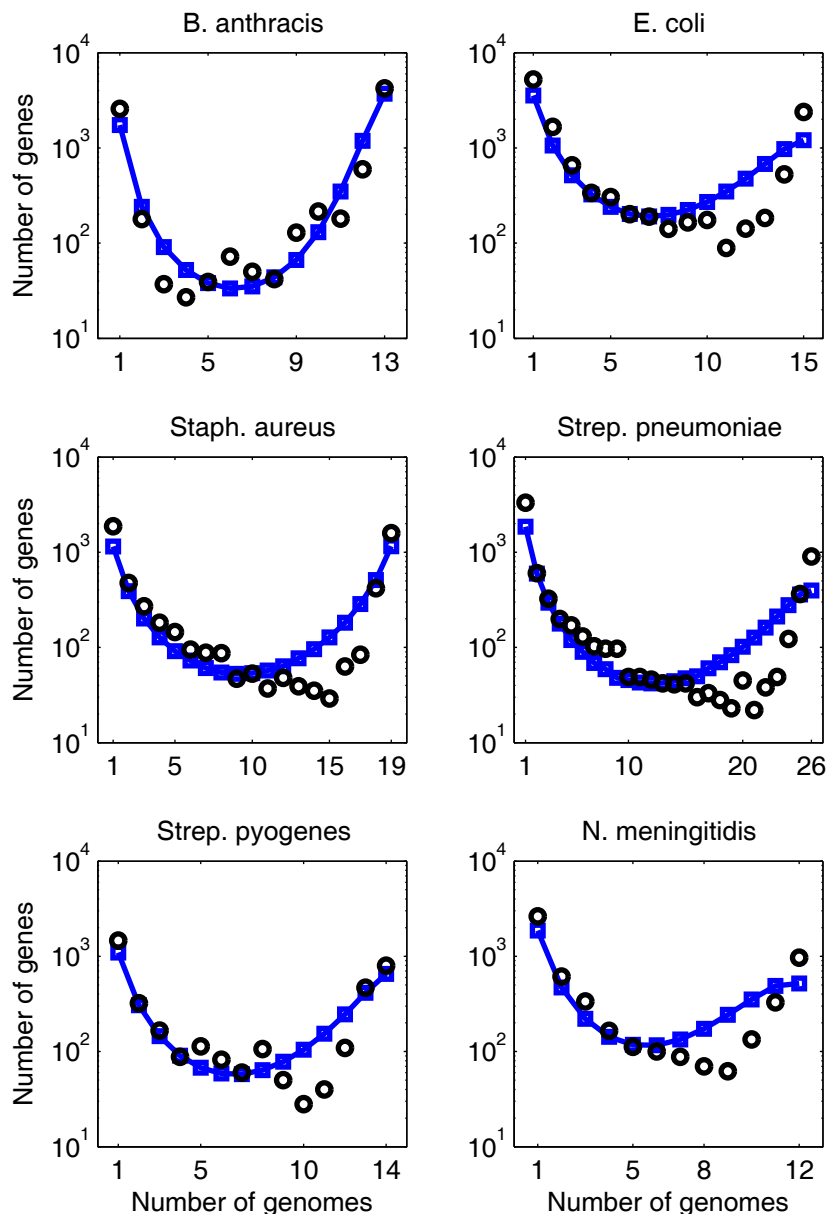 B. anthracis
Number of genes
10^4
10^3
10^2
10^1
1 5 9 13
E. coli
10^4
10^3
10^2
10^1
1 5 10 15
Staph. aureus
Number of genes
10^4
10^3
10^2
10^1
1 5 10 15 19
Strep. pneumoniae
10^4
10^3
10^2
10^1
1 10 20 26
Strep. pyogenes
Number of genes
10^4
10^3
10^2
10^1
1 5 10 14
Number of genomes
N. meningitidis
10^4
10^3
10^2
10^1
1 5 8 12
Number of genomes